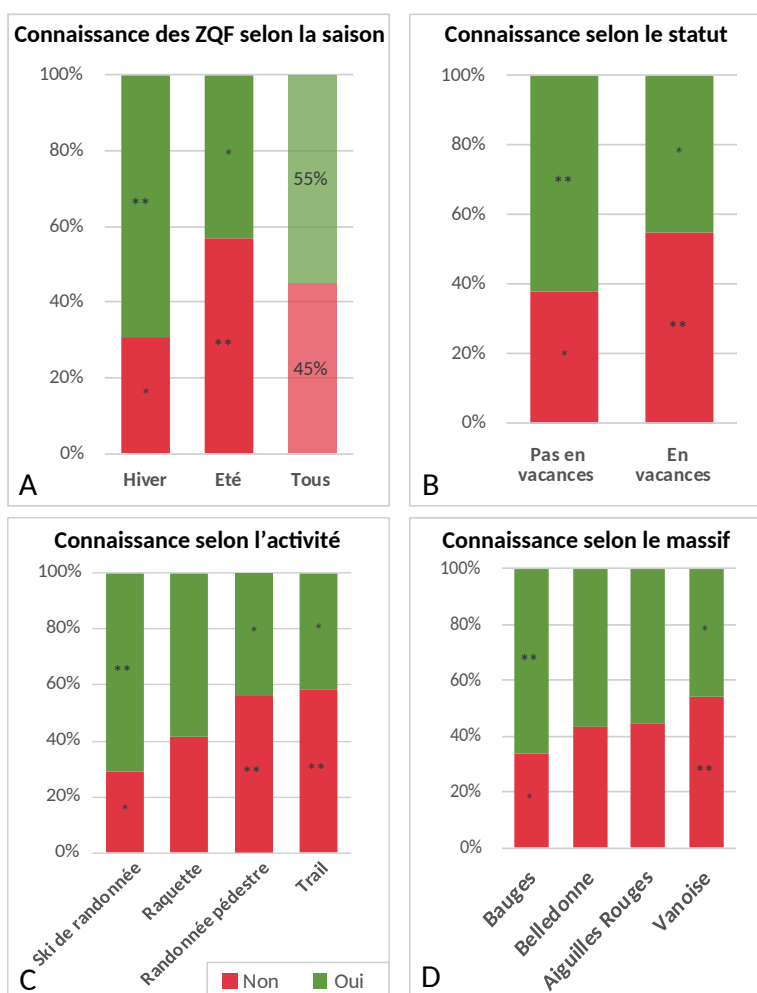 Connaissance des ZQF selon la saison
100%
80%
60%
40%
20%
0%
**
*
*
**
55%
45%
Hiver
Eté
Tous
A
Connaissance selon le statut
100%
80%
60%
40%
20%
0%
**
*
*
**
Pas en
vacances
En
vacances
B
Connaissance selon l'activité
100%
80%
60%
40%
20%
0%
**
*
*
*
**
**
Ski de randonnée
Raquette
Randonnée pédestre
Trail
C
Non
Oui
Connaissance selon le massif
100%
80%
60%
40%
20%
0%
**
*
*
**
Bauges
Belledonne
Aiguilles Rouges
Vanoise
D